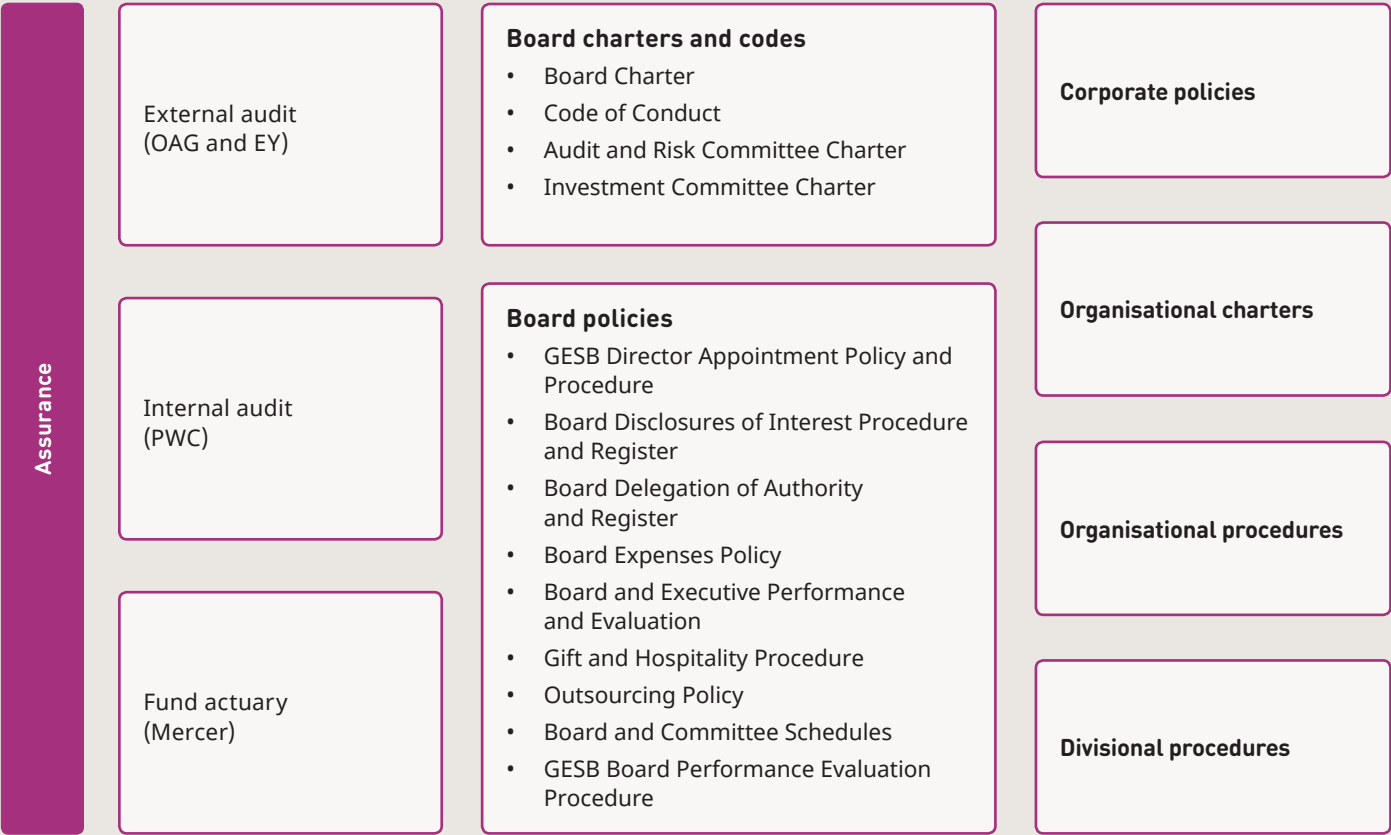 Assurance
External audit
(OAG and EY)
Internal audit
(PWC)
Fund actuary
(Mercer)
Board charters and codes
• Board Charter
• Code of Conduct
• Audit and Risk Committee Charter
• Investment Committee Charter
Board policies
• GESB Director Appointment Policy and
Procedure
• Board Disclosures of Interest Procedure
and Register
• Board Delegation of Authority
and Register
• Board Expenses Policy
• Board and Executive Performance
and Evaluation
• Gift and Hospitality Procedure
• Outsourcing Policy
• Board and Committee Schedules
• GESB Board Performance Evaluation
Procedure
Corporate policies
Organisational charters
Organisational procedures
Divisional procedures